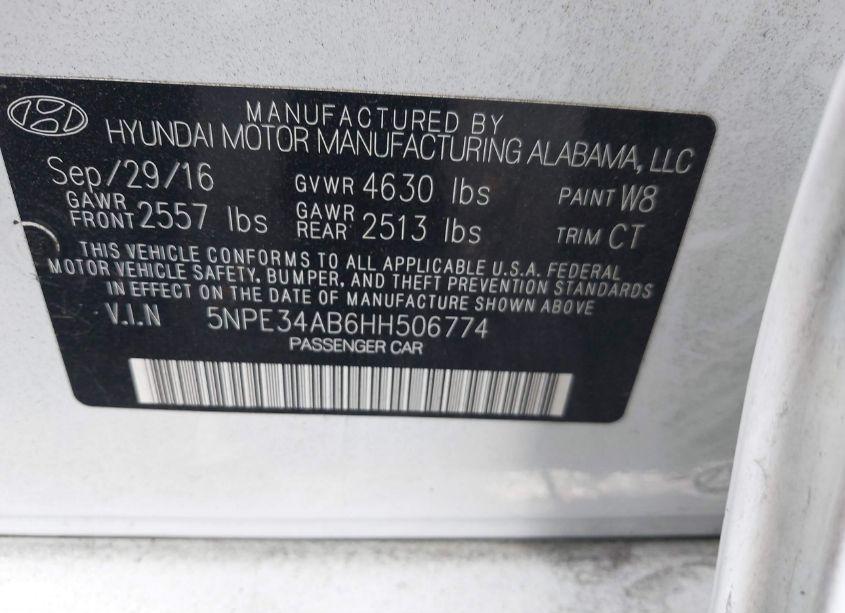 MANUFACTURED BY
HYUNDAI MOTOR MANUFACTURING ALABAMA, LLC
Sep/29/16 GVWR 4630 lbs PAINT W8
GAWR FRONT 2557 lbs GAWR REAR 2513 lbs TRIM CT
THIS VEHICLE CONFORMS TO ALL APPLICABLE U.S.A. FEDERAL
MOTOR VEHICLE SAFETY, BUMPER, AND THEFT PREVENTION STANDARDS
IN EFFECT ON THE DATE OF MANUFACTURE SHOWN ABOVE
V.I.N 5NPE34AB6HH506774
PASSENGER CAR